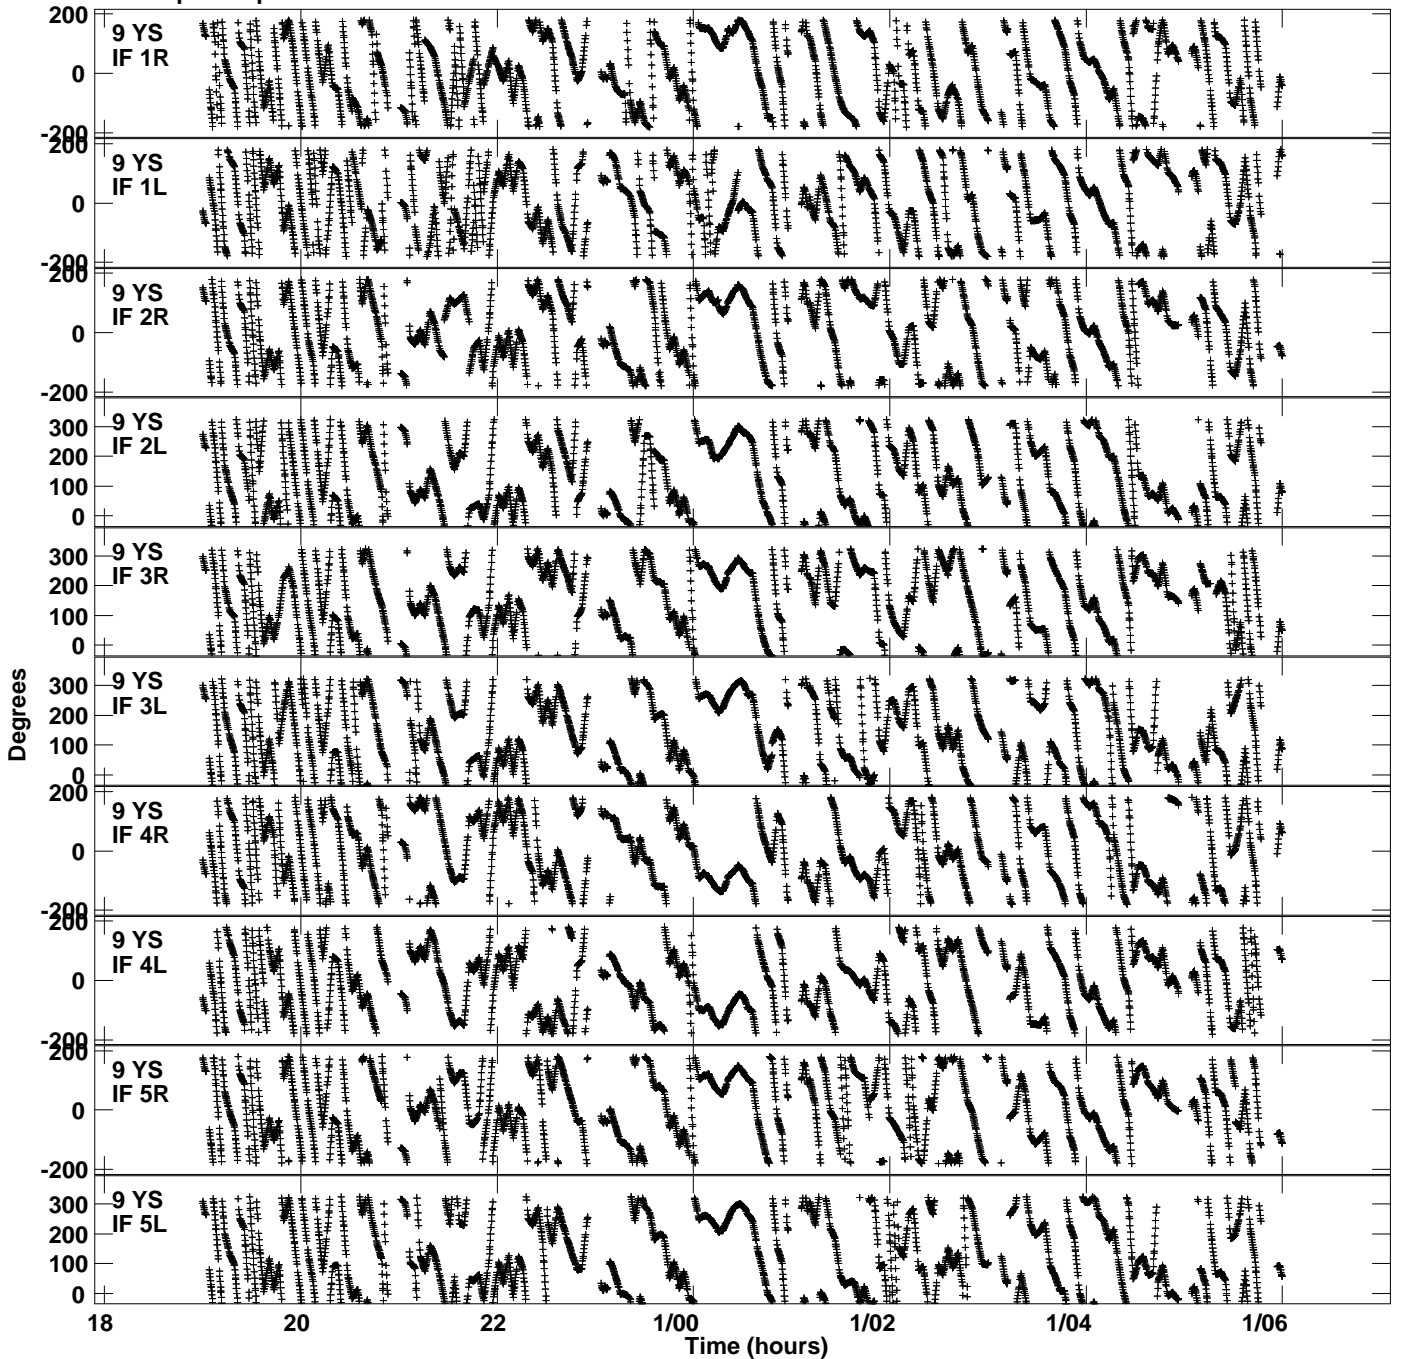 200
9 YS
IF 1R
0
-200
200
9 YS
IF 1L
0
-200
200
9 YS
IF 2R
0
-200
9 YS
IF 2L
300
200
100
0
9 YS
IF 3R
300
200
100
0
9 YS
IF 3L
300
200
100
0
200
9 YS
IF 4R
0
-200
200
9 YS
IF 4L
0
-200
200
9 YS
IF 5R
0
-200
9 YS
IF 5L
300
200
100
0
Degrees
18 20 22 1/00 1/02 1/04 1/06
Time (hours)